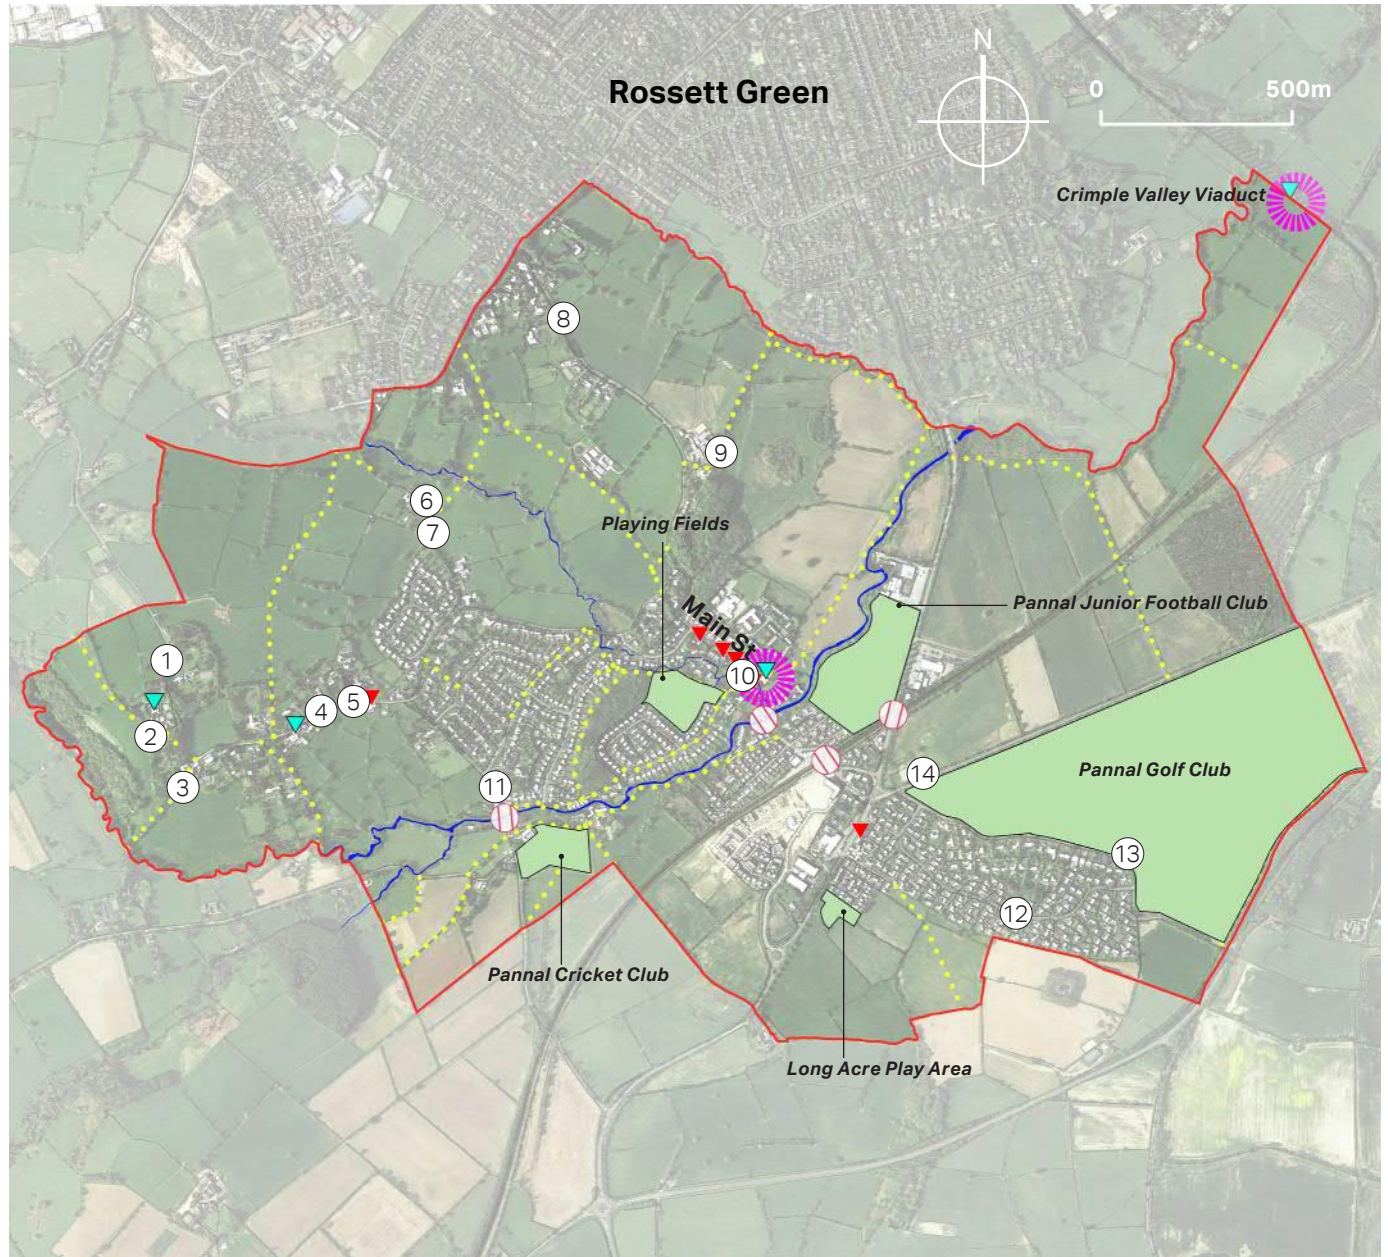 N
Rossett Green
0 500m
Crimple Valley Viaduct
8
9
6
7
Playing Fields
Main St
Pannal Junior Football Club
1
10
4
5
2
3
11
14
Pannal Golf Club
13
12
Pannal Cricket Club
Long Acre Play Area